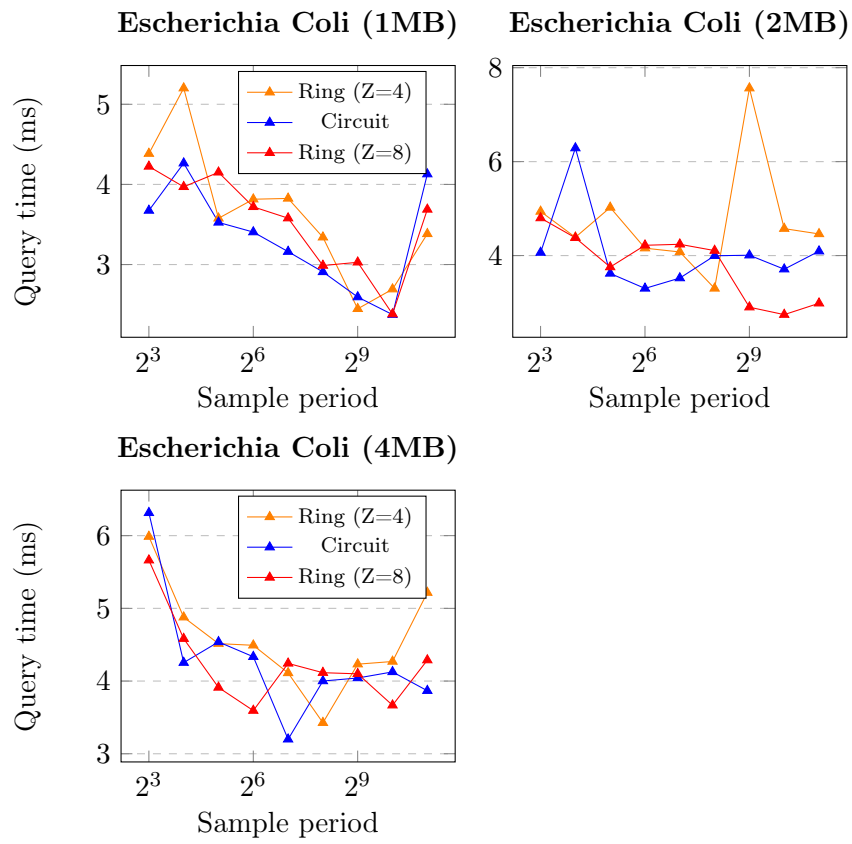 Escherichia Coli (1MB)
Query time (ms)
5
4
3
2^3
2^6
2^9
Sample period
Ring (Z=4)
Circuit
Ring (Z=8)
Escherichia Coli (2MB)
8
6
4
2^3
2^6
2^9
Sample period
Escherichia Coli (4MB)
Query time (ms)
6
5
4
3
2^3
2^6
2^9
Sample period
Ring (Z=4)
Circuit
Ring (Z=8)